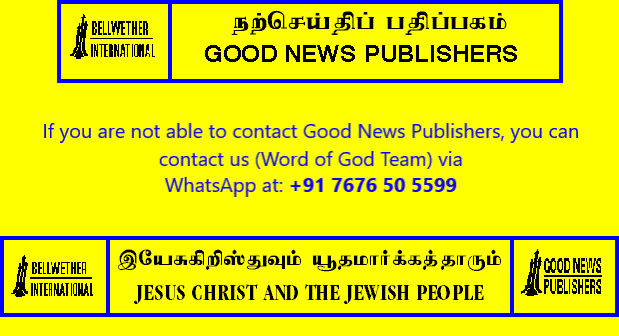 BELLWETHER
INTERNATIONAL
நற்செய்திப் பதிப்பகம்
GOOD NEWS PUBLISHERS
If you are not able to contact Good News Publishers, you can
contact us (Word of God Team) via
WhatsApp at: +91 7676 50 5599
BELLWETHER
INTERNATIONAL
இயேசுகிறிஸ்துவும் யூதமார்க்கத்தாரும்
JESUS CHRIST AND THE JEWISH PEOPLE
GOOD NEWS
PUBLISHERS